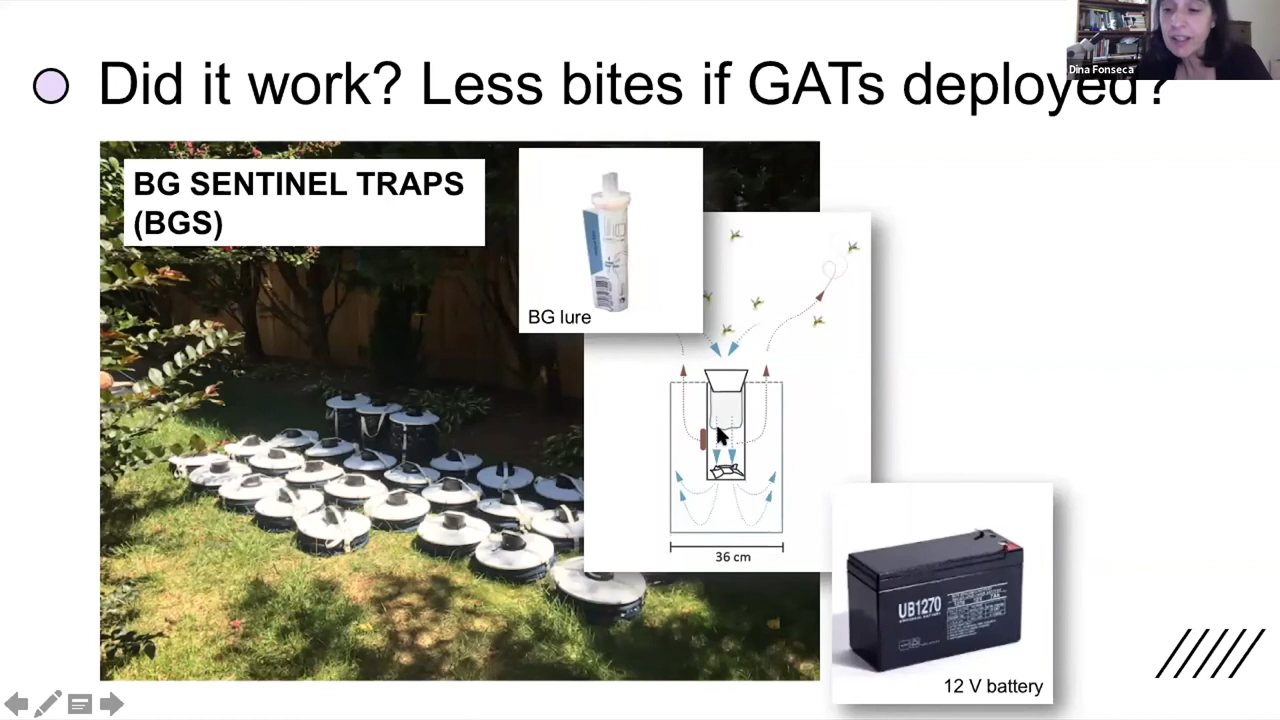 Dina Fonseca
Did it work? Less bites if GATs deployed?
BG SENTINEL TRAPS
(BGS)
BG lure
36 cm
UB1270
12 V battery